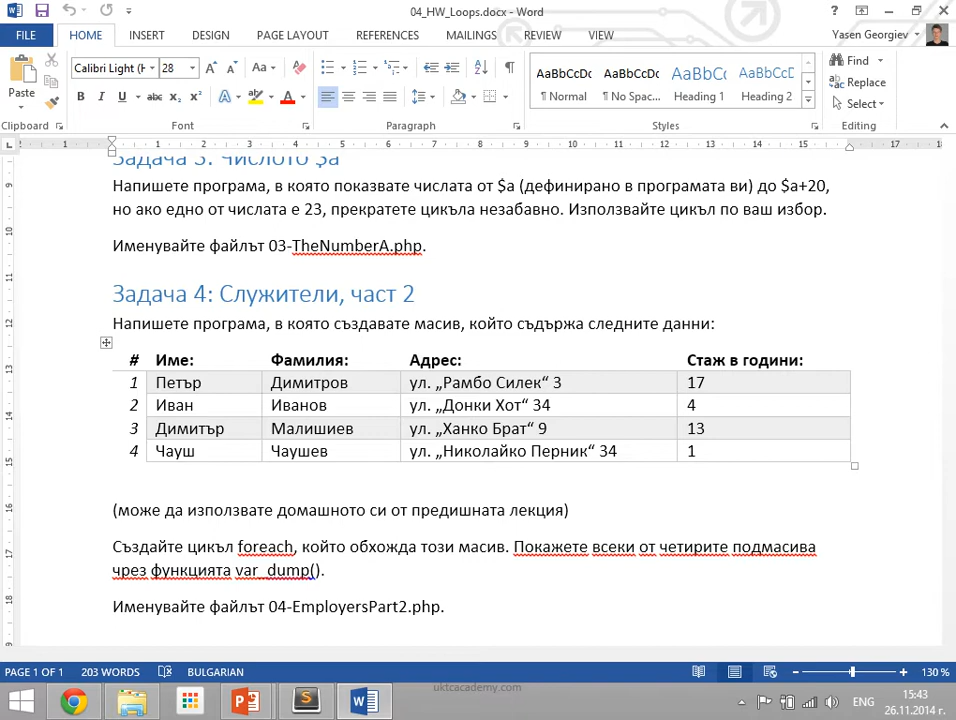 04_HW_Loops.docx - Word
FILE HOME INSERT DESIGN PAGE LAYOUT REFERENCES MAILINGS REVIEW VIEW Yasen Georgiev
Calibri Light (H 28
Paste
AaBbCcDc AaBbCcDc AaBbCcDc AaBbCcD
¶ Normal ¶ No Spac... Heading 1 Heading 2
Find
Replace
Select
Clipboard Font Paragraph Styles Editing
Задача 3: Числото $a
Напишете програма, в която показвате числата от $a (дефинирано в програмата ви) до $a+20,
но ако едно от числата е 23, прекратете цикъла незабавно. Използвайте цикъл по ваш избор.
Именувайте файлът 03-TheNumberA.php.
Задача 4: Служители, част 2
Напишете програма, в която създавате масив, който съдържа следните данни:
# Име: Фамилия: Адрес: Стаж в години:
1 Петър Димитров ул. „Рамбо Силек“ 3 17
2 Иван Иванов ул. „Донки Хот“ 34 4
3 Димитър Малишиев ул. „Ханко Брат“ 9 13
4 Чауш Чаушев ул. „Николайко Перник“ 34 1
(може да използвате домашното си от предишната лекция)
Създайте цикъл foreach, който обхожда този масив. Покажете всеки от четирите подмасива
чрез функцията var_dump().
Именувайте файлът 04-EmployersPart2.php.
PAGE 1 OF 1 203 WORDS BULGARIAN 130 %
uktcacademy.com
ENG 15:43
26.11.2014 г.